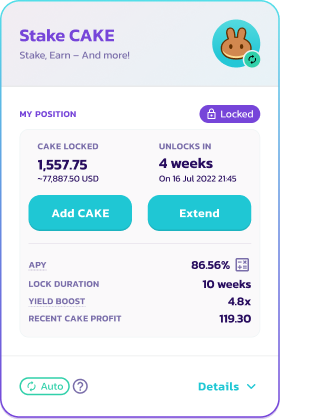 Stake CAKE
Stake, Earn – And more!
MY POSITION
Locked
CAKE LOCKED
1,557.75
~77,887.50 USD
UNLOCKS IN
4 weeks
On 16 Jul 2022 21:45
Add CAKE
Extend
APY 86.56%
LOCK DURATION 10 weeks
YIELD BOOST 4.8x
RECENT CAKE PROFIT 119.30
Auto ?
Details